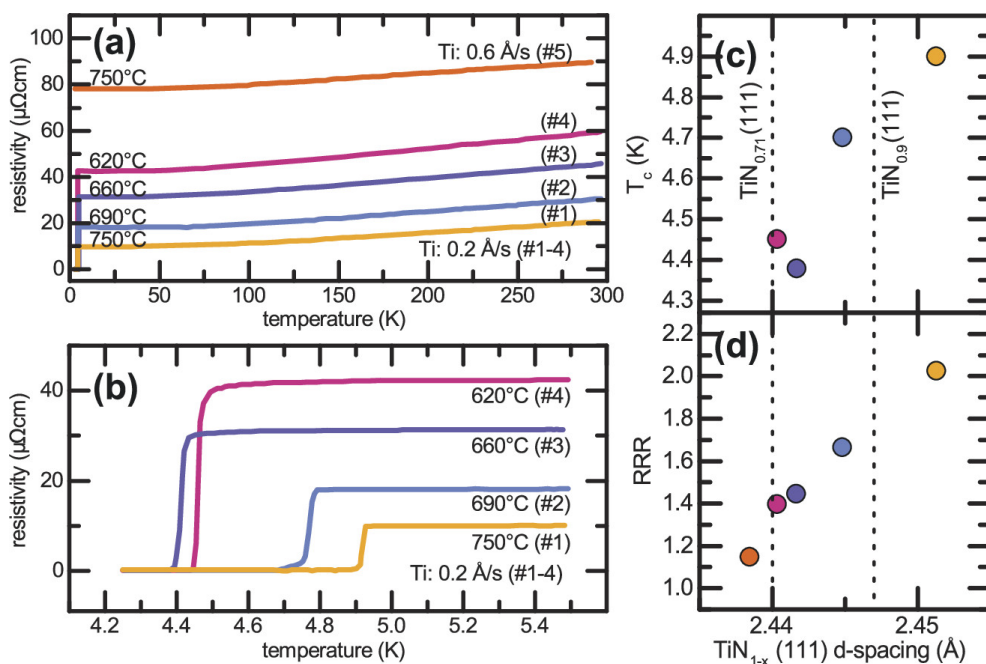 (a)
Ti: 0.6 Å/s (#5)
750°C
(#4)
620°C
(#3)
660°C
(#2)
690°C
(#1)
750°C
Ti: 0.2 Å/s (#1-4)
resistivity (µΩcm)
100
80
60
40
20
0
0 50 100 150 200 250 300
temperature (K)
(b)
620°C (#4)
660°C (#3)
690°C (#2)
750°C (#1)
Ti: 0.2 Å/s (#1-4)
resistivity (µΩcm)
40
20
0
4.2 4.4 4.6 4.8 5.0 5.2 5.4
temperature (K)
(c)
TiN0.71(111)
TiN0.9(111)
Tc (K)
4.9
4.8
4.7
4.6
4.5
4.4
4.3
(d)
RRR
2.2
2.0
1.8
1.6
1.4
1.2
1.0
2.44 2.45
TiN1-x (111) d-spacing (Å)